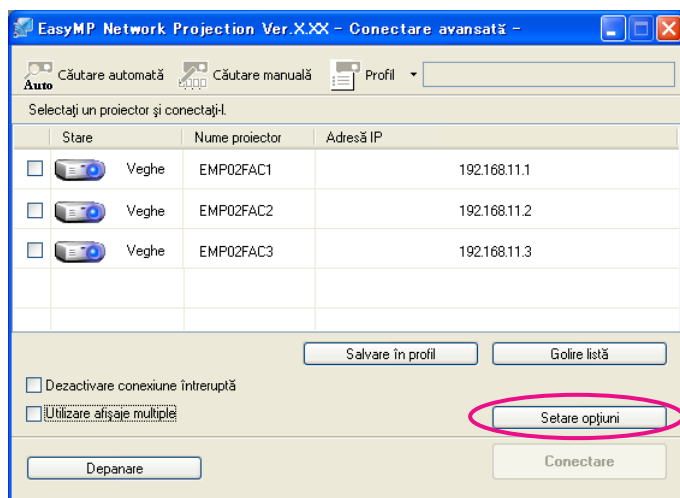 EasyMP Network Projection Ver.X.XX - Conectare avansată -
Auto Căutare automată Căutare manuală Profil
Selectați un proiector și conectați-l.
Stare Nume proiector Adresă IP
Veghe EMP02FAC1 192.168.11.1
Veghe EMP02FAC2 192.168.11.2
Veghe EMP02FAC3 192.168.11.3
Salvare în profil Golire listă
Dezactivare conexiune întreruptă
Utilizare afișaje multiple Setare opțiuni
Depanare Conectare